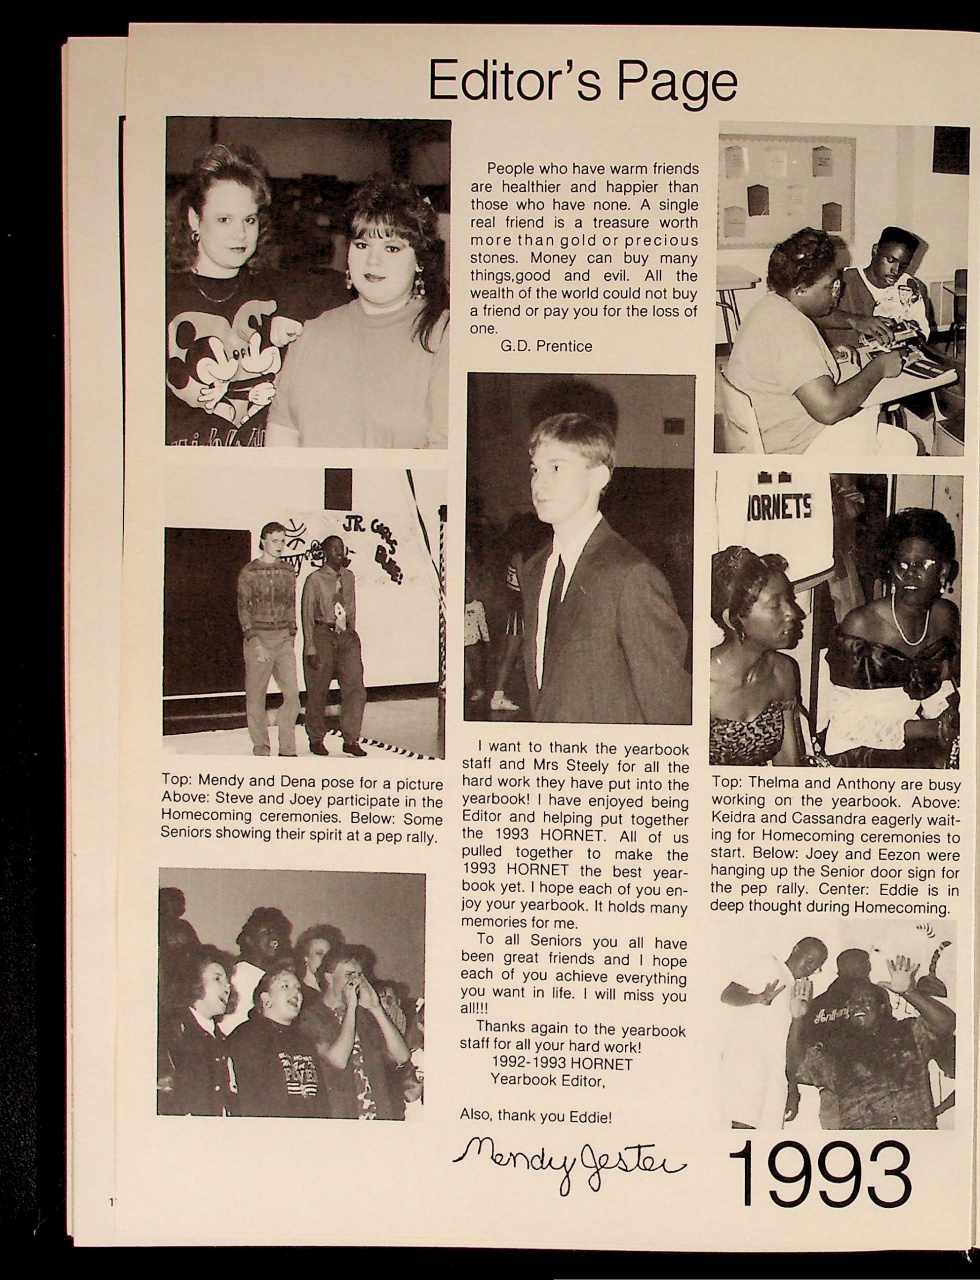 Editor's Page
People who have warm friends
are healthier and happier than
those who have none. A single
real friend is a treasure worth
more than gold or precious
stones. Money can buy many
things,good and evil. All the
wealth of the world could not buy
a friend or pay you for the loss of
one.
G.D. Prentice
JR GIRLS
HORNETS
Top: Mendy and Dena pose for a picture
Above: Steve and Joey participate in the
Homecoming ceremonies. Below: Some
Seniors showing their spirit at a pep rally.
I want to thank the yearbook
staff and Mrs Steely for all the
hard work they have put into the
yearbook! I have enjoyed being
Editor and helping put together
the 1993 HORNET. All of us
pulled together to make the
1993 HORNET the best year-
book yet. I hope each of you en-
joy your yearbook. It holds many
memories for me.
To all Seniors you all have
been great friends and I hope
each of you achieve everything
you want in life. I will miss you
all!!!
Thanks again to the yearbook
staff for all your hard work!
1992-1993 HORNET
Yearbook Editor,
Also, thank you Eddie!
Mendy Jester
Top: Thelma and Anthony are busy
working on the yearbook. Above:
Keidra and Cassandra eagerly wait-
ing for Homecoming ceremonies to
start. Below: Joey and Eezon were
hanging up the Senior door sign for
the pep rally. Center: Eddie is in
deep thought during Homecoming.
Anthony
1993